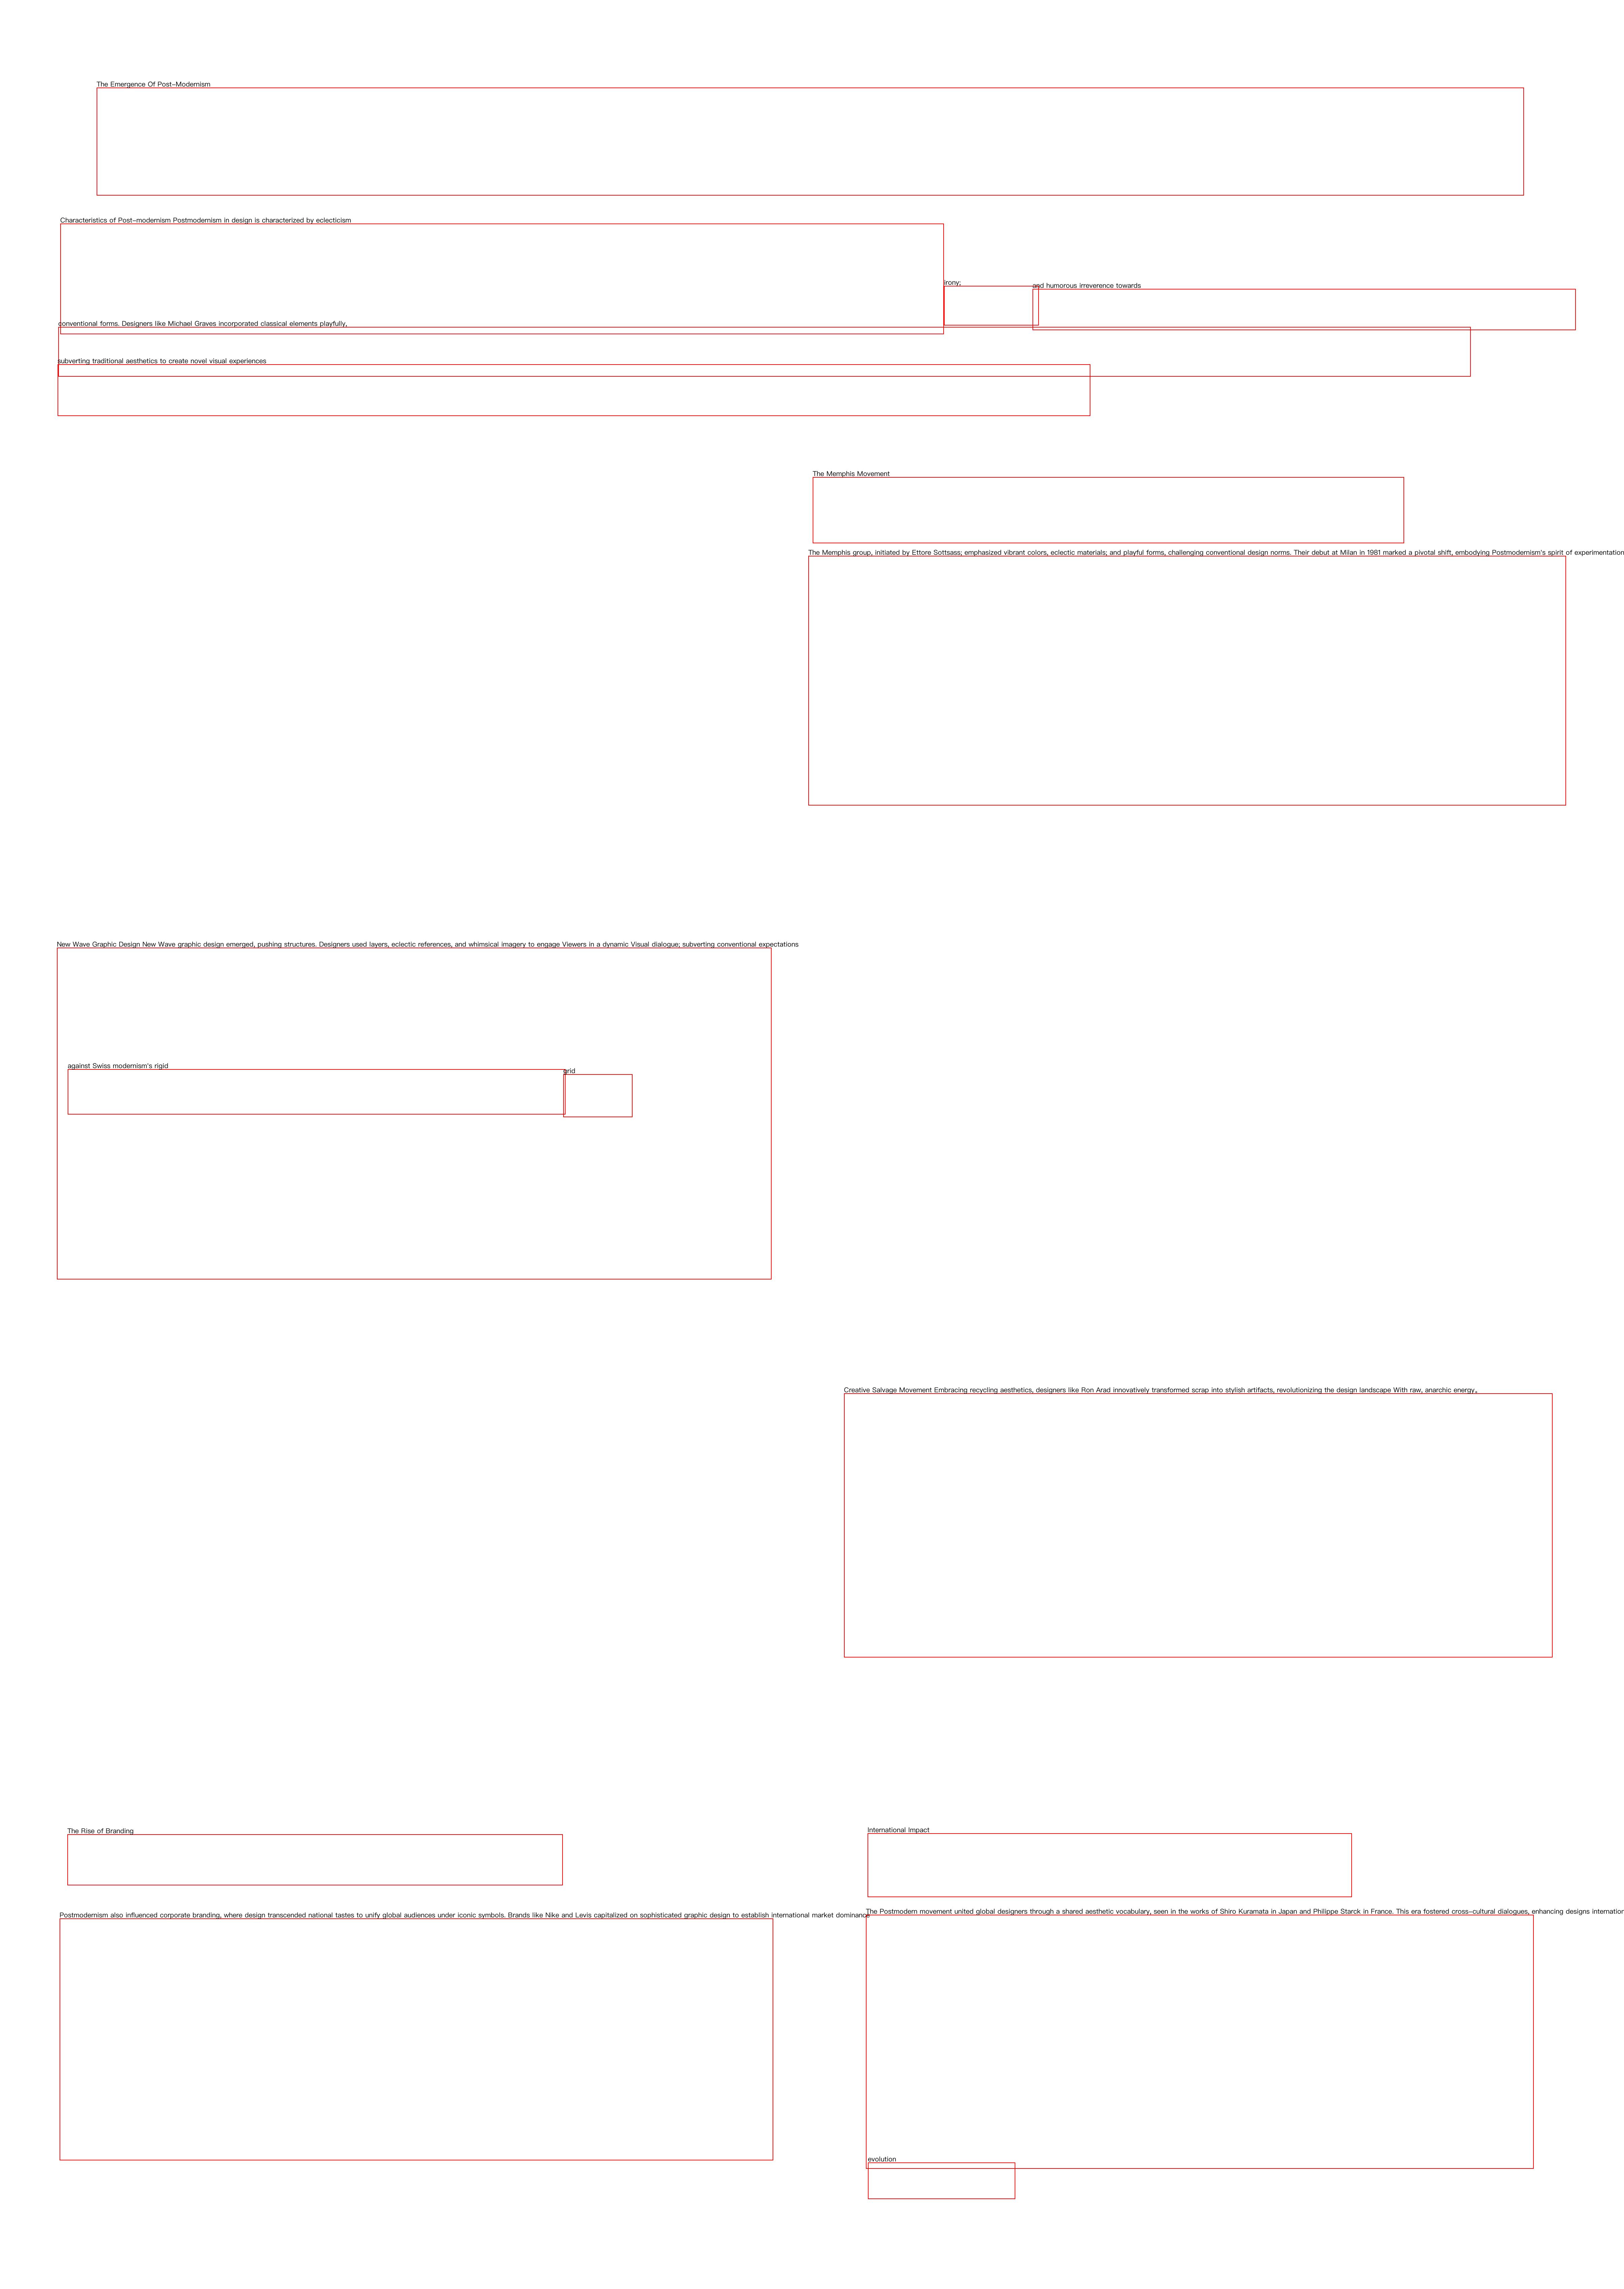 The Emergence Of Post-Modernism
Characteristics of Post-modernism Postmodernism in design is characterized by eclecticism
irony;
and humorous irreverence towards
conventional forms. Designers like Michael Graves incorporated classical elements playfully,
subverting traditional aesthetics to create novel visual experiences
The Memphis Movement
The Memphis group, initiated by Ettore Sottsass; emphasized vibrant colors, eclectic materials; and playful forms, challenging conventional design norms. Their debut at Milan in 1981 marked a pivotal shift, embodying Postmodernism's spirit of experimentation
New Wave Graphic Design New Wave graphic design emerged, pushing structures. Designers used layers, eclectic references, and whimsical imagery to engage Viewers in a dynamic Visual dialogue; subverting conventional expectations
against Swiss modernism's rigid
grid
Creative Salvage Movement Embracing recycling aesthetics, designers like Ron Arad innovatively transformed scrap into stylish artifacts, revolutionizing the design landscape With raw, anarchic energy,
The Rise of Branding
International Impact
Postmodernism also influenced corporate branding, where design transcended national tastes to unify global audiences under iconic symbols. Brands like Nike and Levis capitalized on sophisticated graphic design to establish international market dominance
The Postmodem movement united global designers through a shared aesthetic vocabulary, seen in the works of Shiro Kuramata in Japan and Philippe Starck in France. This era fostered cross-cultural dialogues, enhancing designs
evolution